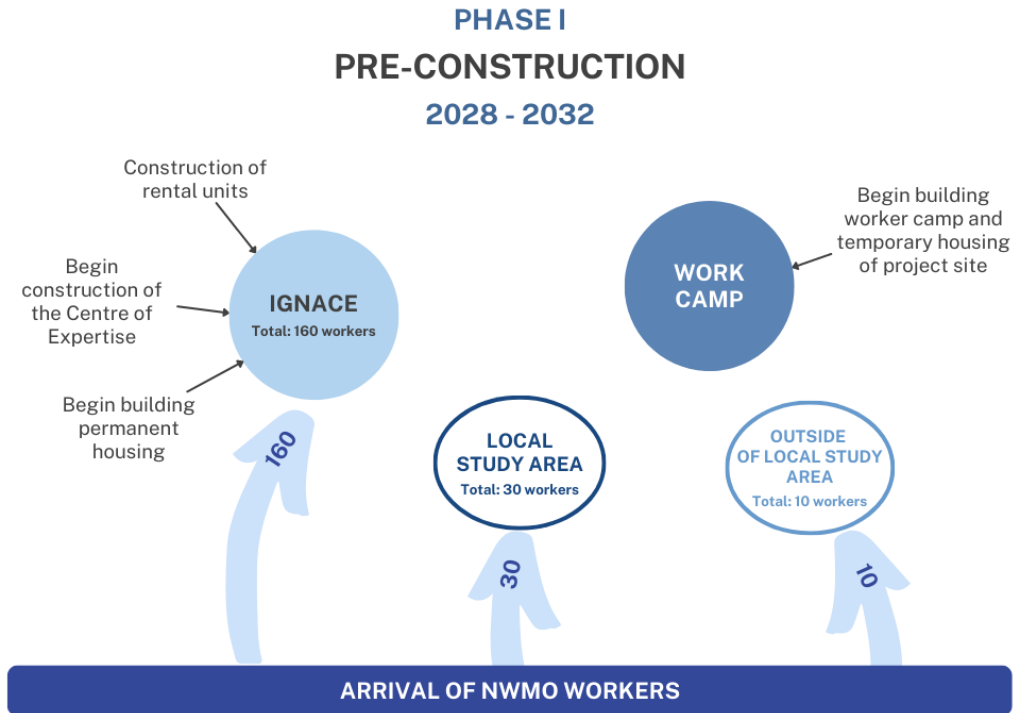 PHASE I
PRE-CONSTRUCTION
2028 - 2032
Construction of
rental units
Begin
construction of
the Centre of
Expertise
Begin building
permanent
housing
IGNACE
Total: 160 workers
WORK
CAMP
Begin building
worker camp and
temporary housing
of project site
160
LOCAL
STUDY AREA
Total: 30 workers
OUTSIDE
OF LOCAL STUDY
AREA
Total: 10 workers
30
10
ARRIVAL OF NWMO WORKERS